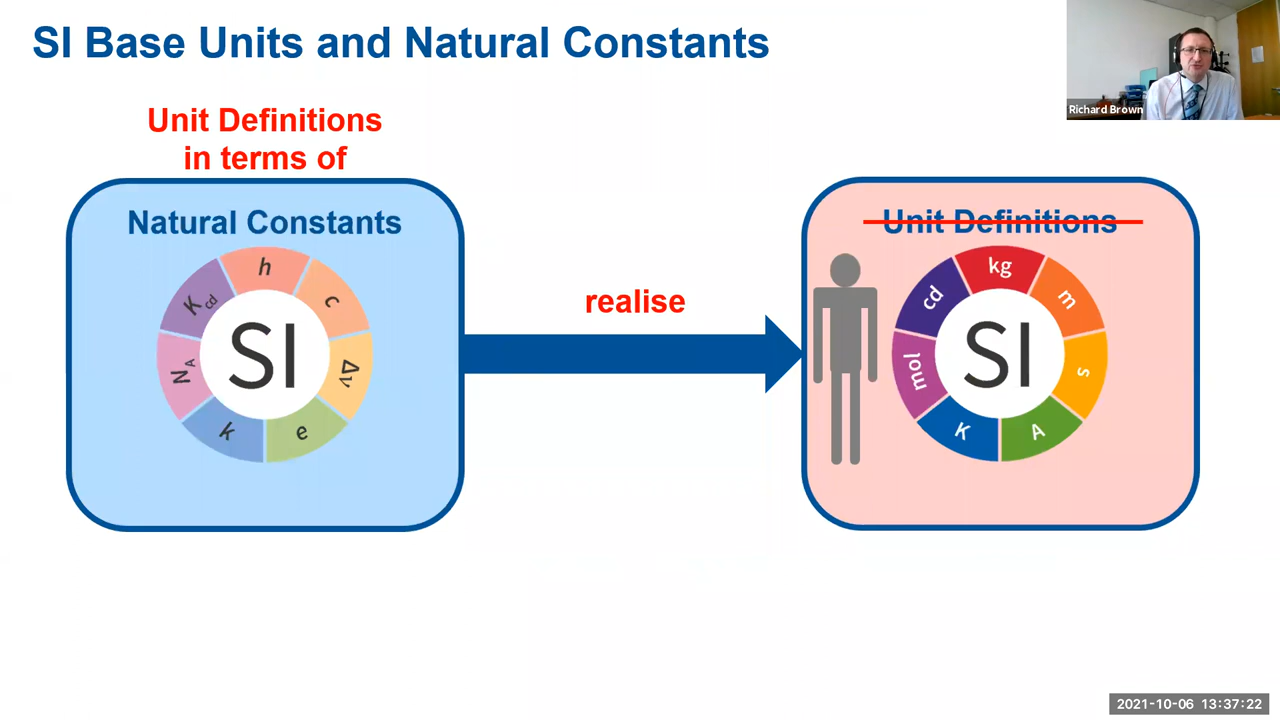 SI Base Units and Natural Constants
Richard Brown
Unit Definitions
in terms of
Natural Constants
h
c
Δν
e
k
NA
Kcd
SI
realise
Unit Definitions
kg
m
s
A
K
mol
cd
SI
2021-10-06 13:37:22